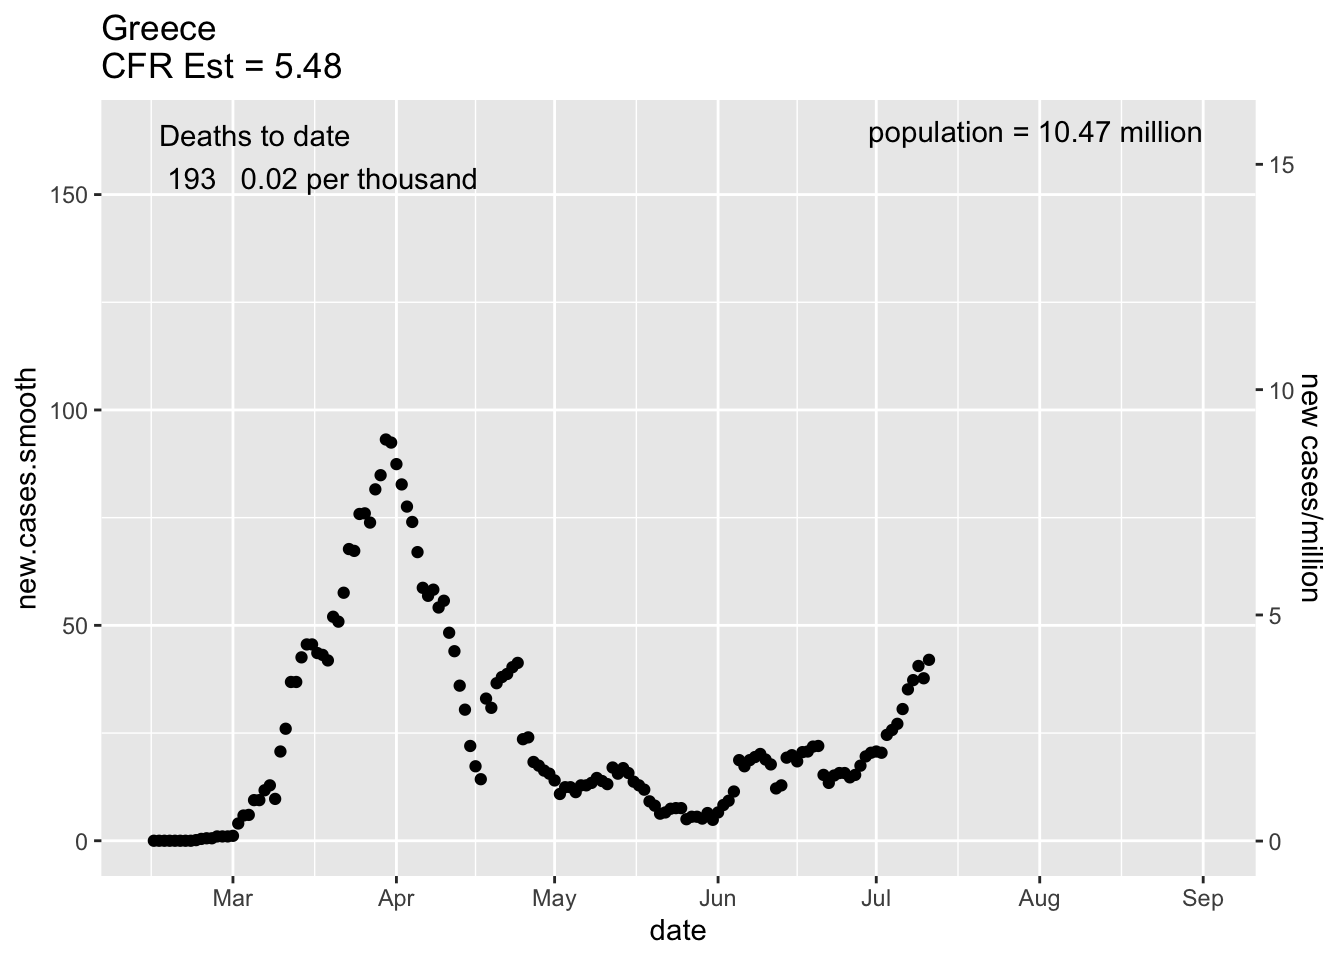 Greece
CFR Est = 5.48
Deaths to date
193 0.02 per thousand
population = 10.47 million
new.cases.smooth
150
100
50
0
15
10
5
0
new cases/million
Mar Apr May Jun Jul Aug Sep
date